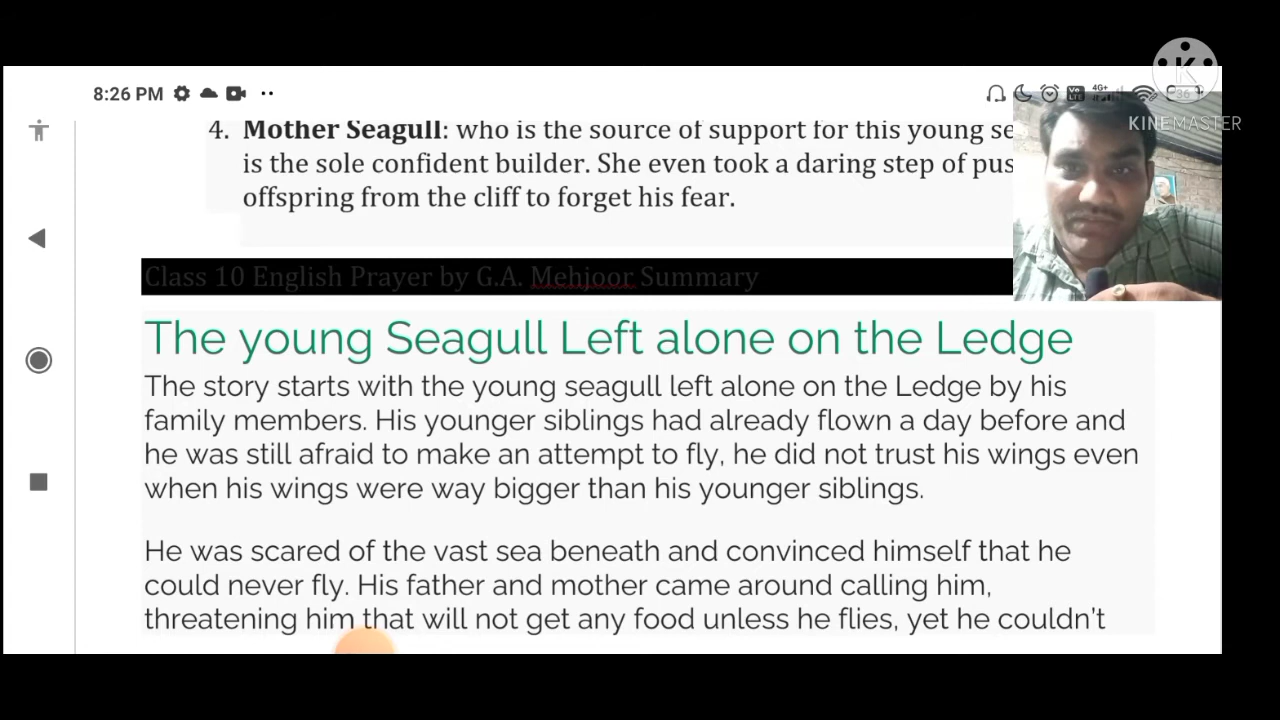 8:26 PM
36
KINEMASTER
4. Mother Seagull: who is the source of support for this young se
is the sole confident builder. She even took a daring step of pus
offspring from the cliff to forget his fear.
Class 10 English Prayer by G.A. Mehjoor Summary
The young Seagull Left alone on the Ledge
The story starts with the young seagull left alone on the Ledge by his
family members. His younger siblings had already flown a day before and
he was still afraid to make an attempt to fly, he did not trust his wings even
when his wings were way bigger than his younger siblings.
He was scared of the vast sea beneath and convinced himself that he
could never fly. His father and mother came around calling him,
threatening him that will not get any food unless he flies, yet he couldn't